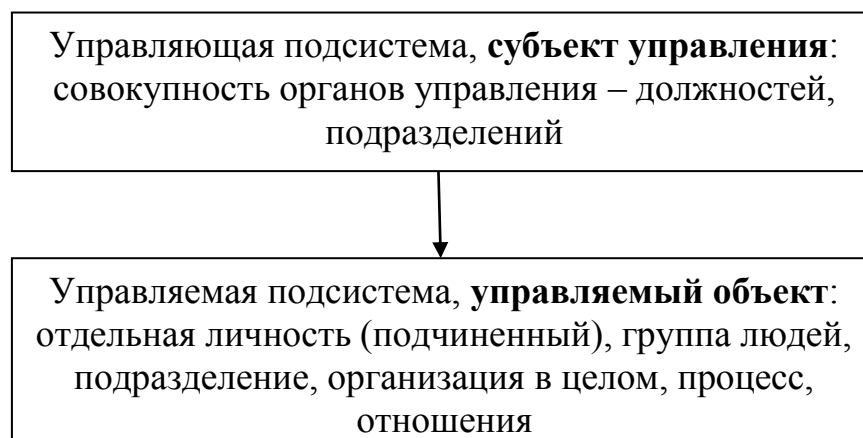 Управляющая подсистема, субъект управления:
совокупность органов управления – должностей,
подразделений
Управляемая подсистема, управляемый объект:
отдельная личность (подчиненный), группа людей,
подразделение, организация в целом, процесс,
отношения